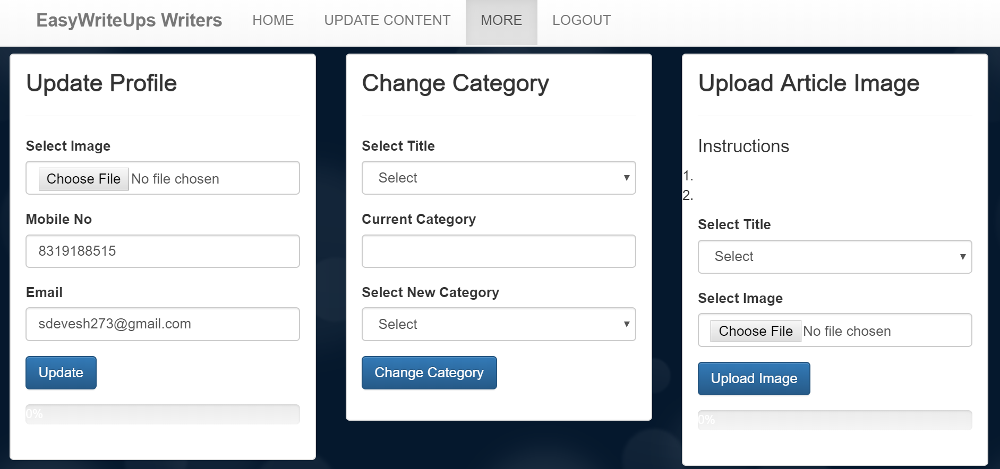 EasyWriteUps Writers HOME UPDATE CONTENT MORE LOGOUT
Update Profile
Select Image
Choose File No file chosen
Mobile No
8319188515
Email
sdevesh273@gmail.com
Update
0%
Change Category
Select Title
Select
Current Category
Select New Category
Select
Change Category
Upload Article Image
Instructions
1.
2.
Select Title
Select
Select Image
Choose File No file chosen
Upload Image
0%